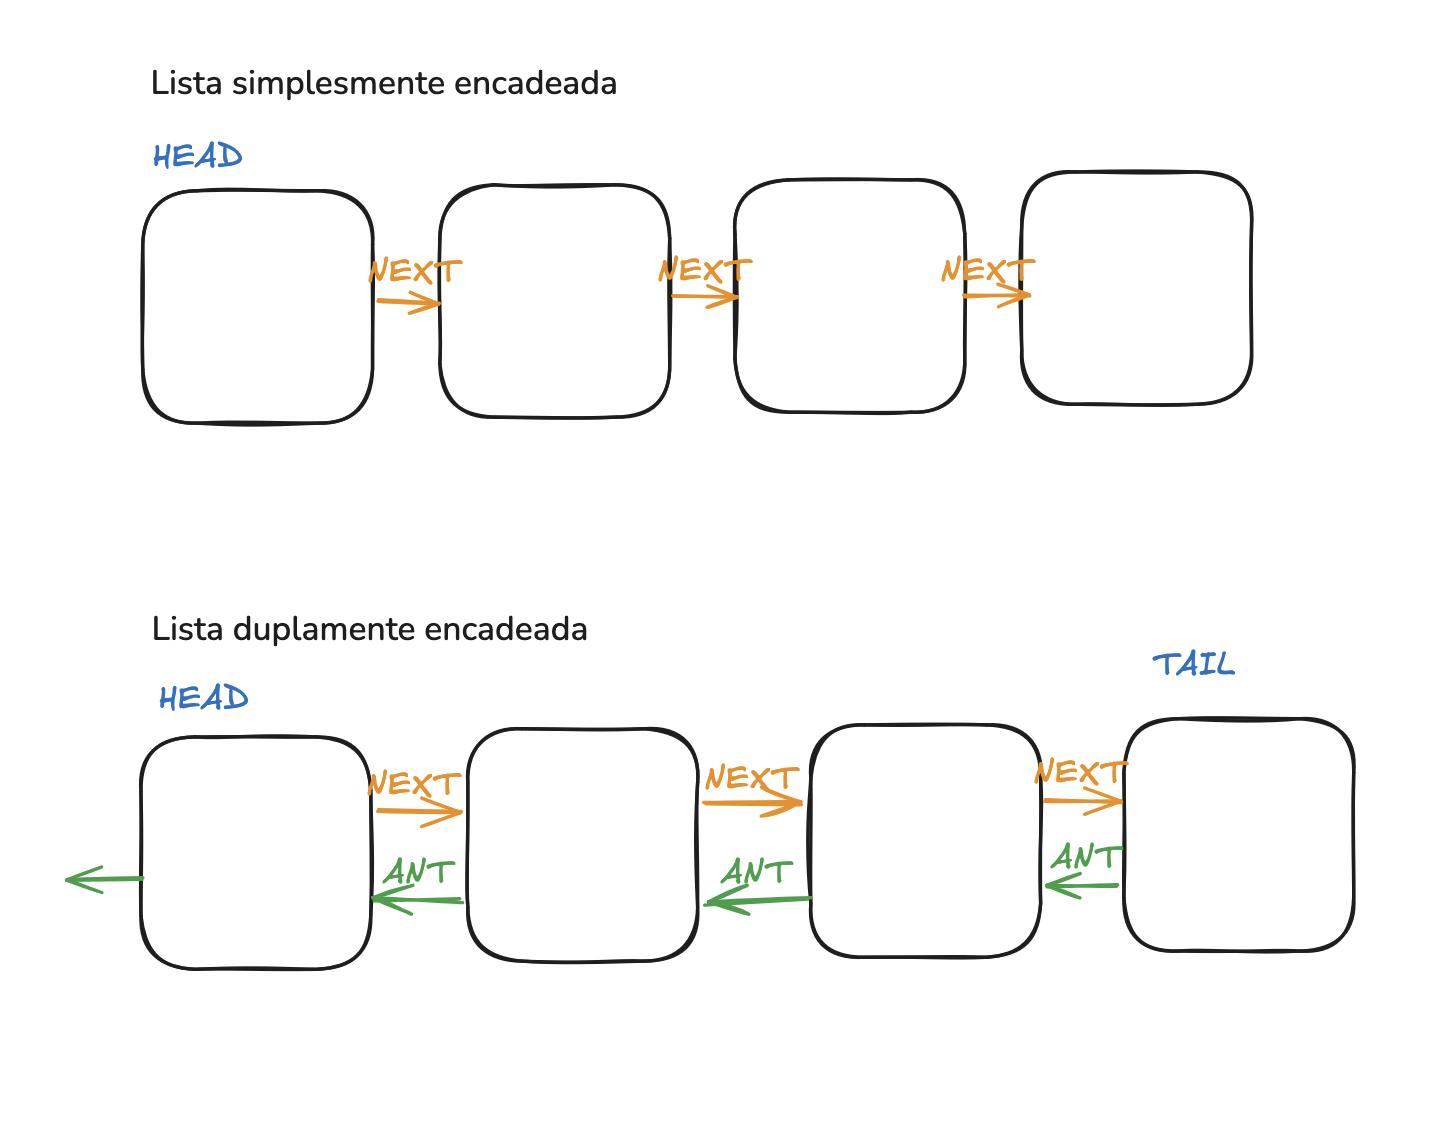 Lista simplesmente encadeada
HEAD
NEXT NEXT NEXT
Lista duplamente encadeada
TAIL
HEAD
NEXT NEXT NEXT
ANT ANT ANT